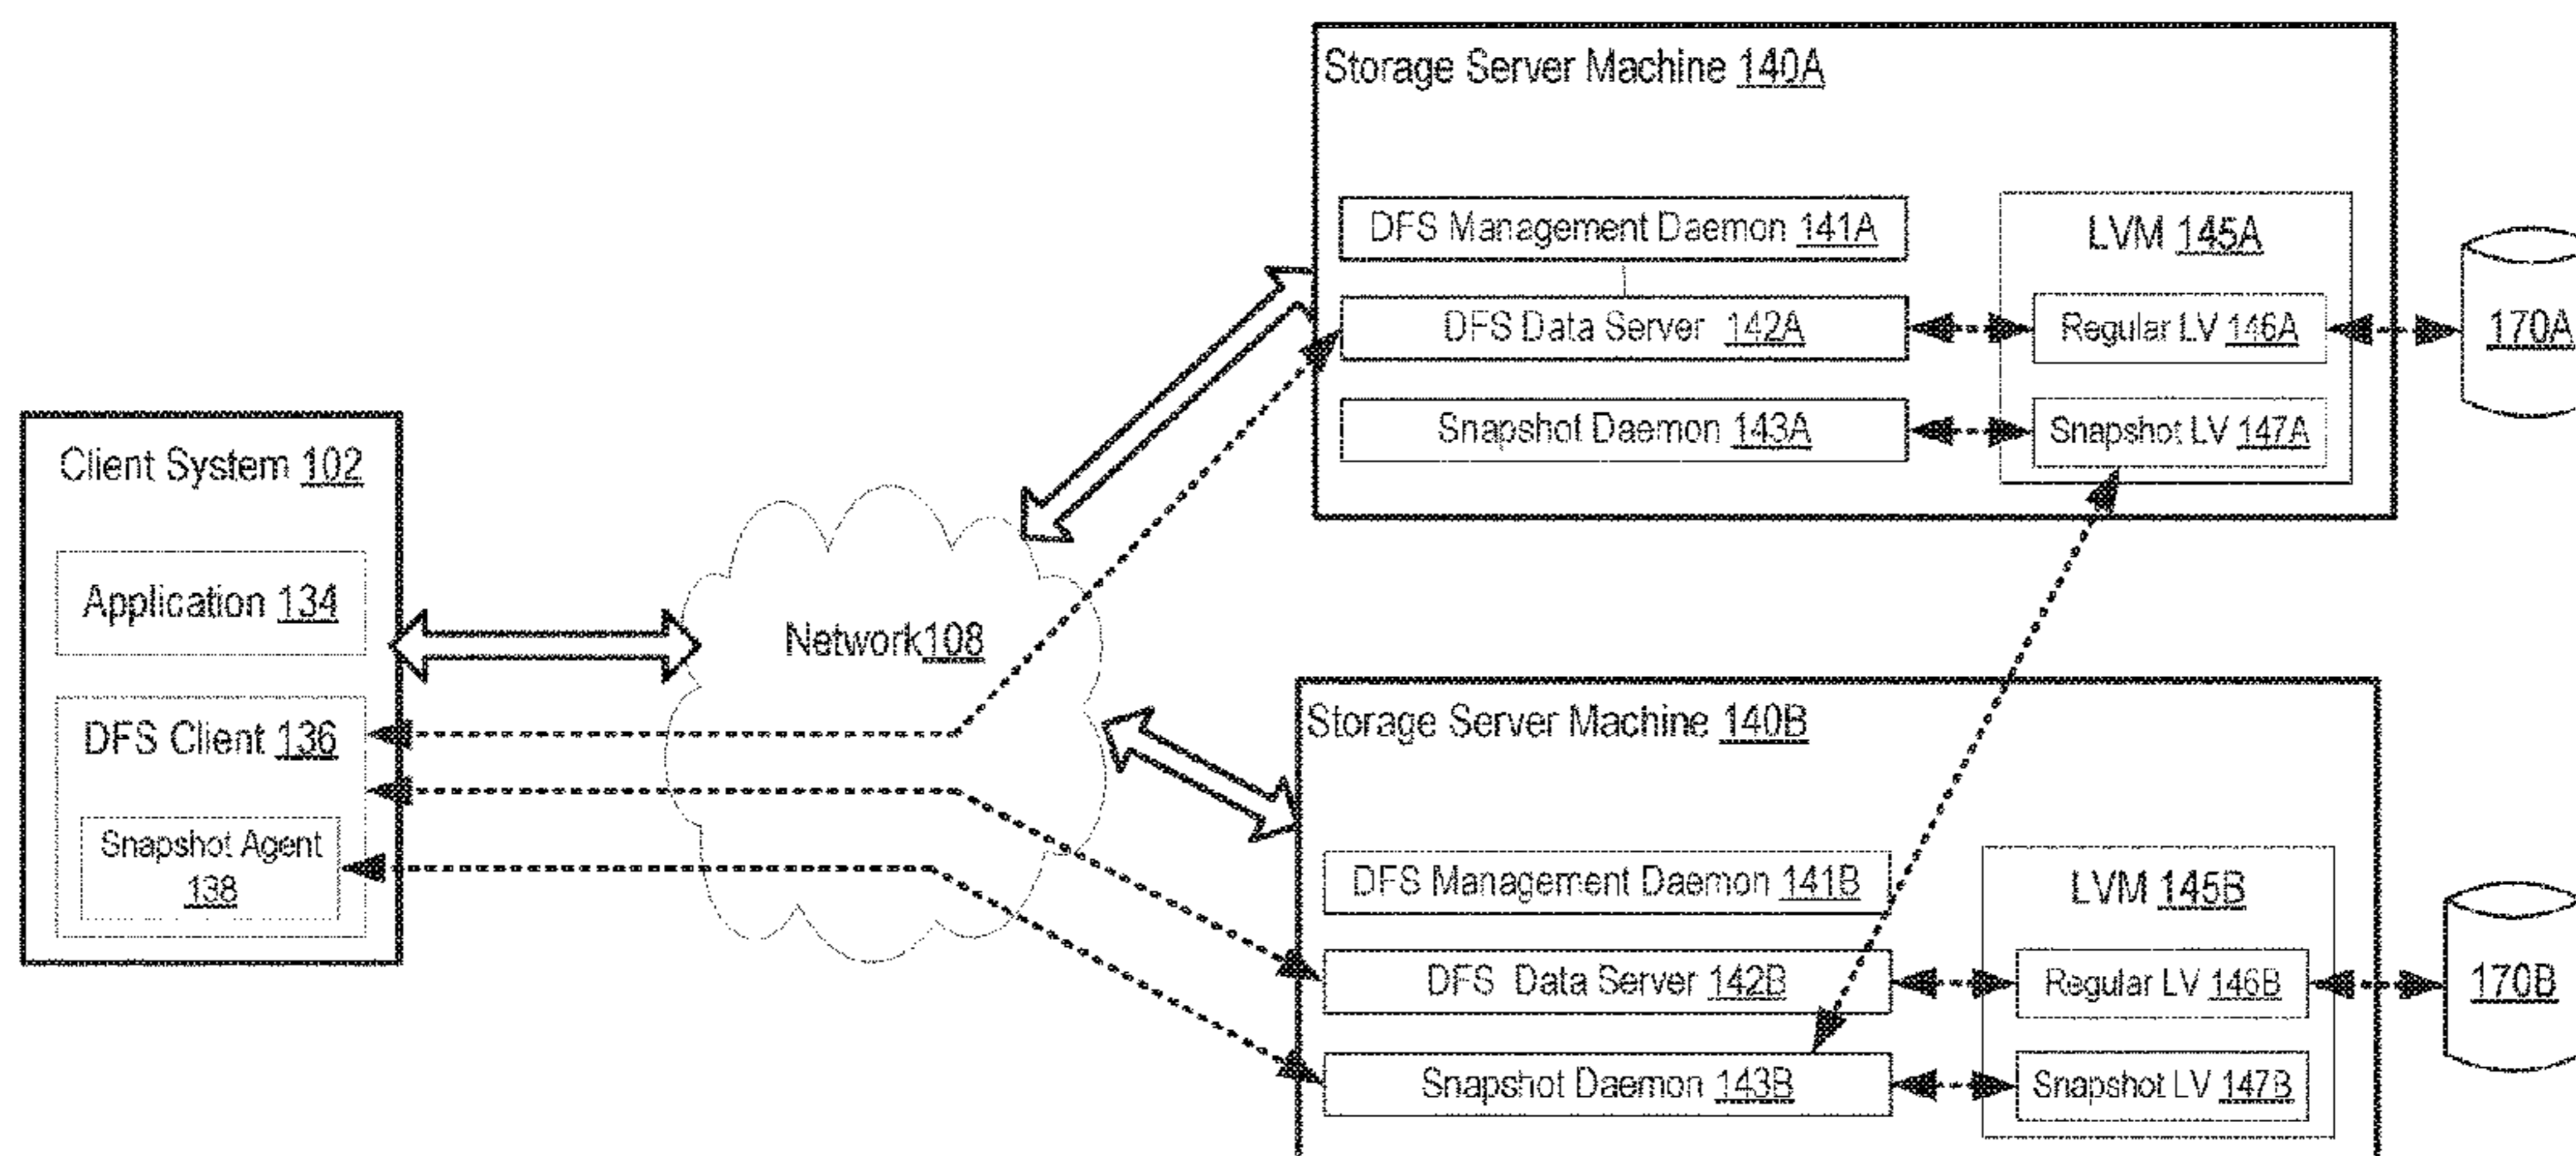 Storage Server Machine 140A
DFS Management Daemon 141A
LVM 145A
DFS Data Server 142A
Regular LV 146A
170A
Snapshot Daemon 143A
Snapshot LV 147A
Client System 102
Application 134
Network108
DFS Client 136
Snapshot Agent
138
Storage Server Machine 140B
DFS Management Daemon 141B
LVM 145B
DFS Data Server 142B
Regular LV 146B
170B
Snapshot Daemon 143B
Snapshot LV 147B